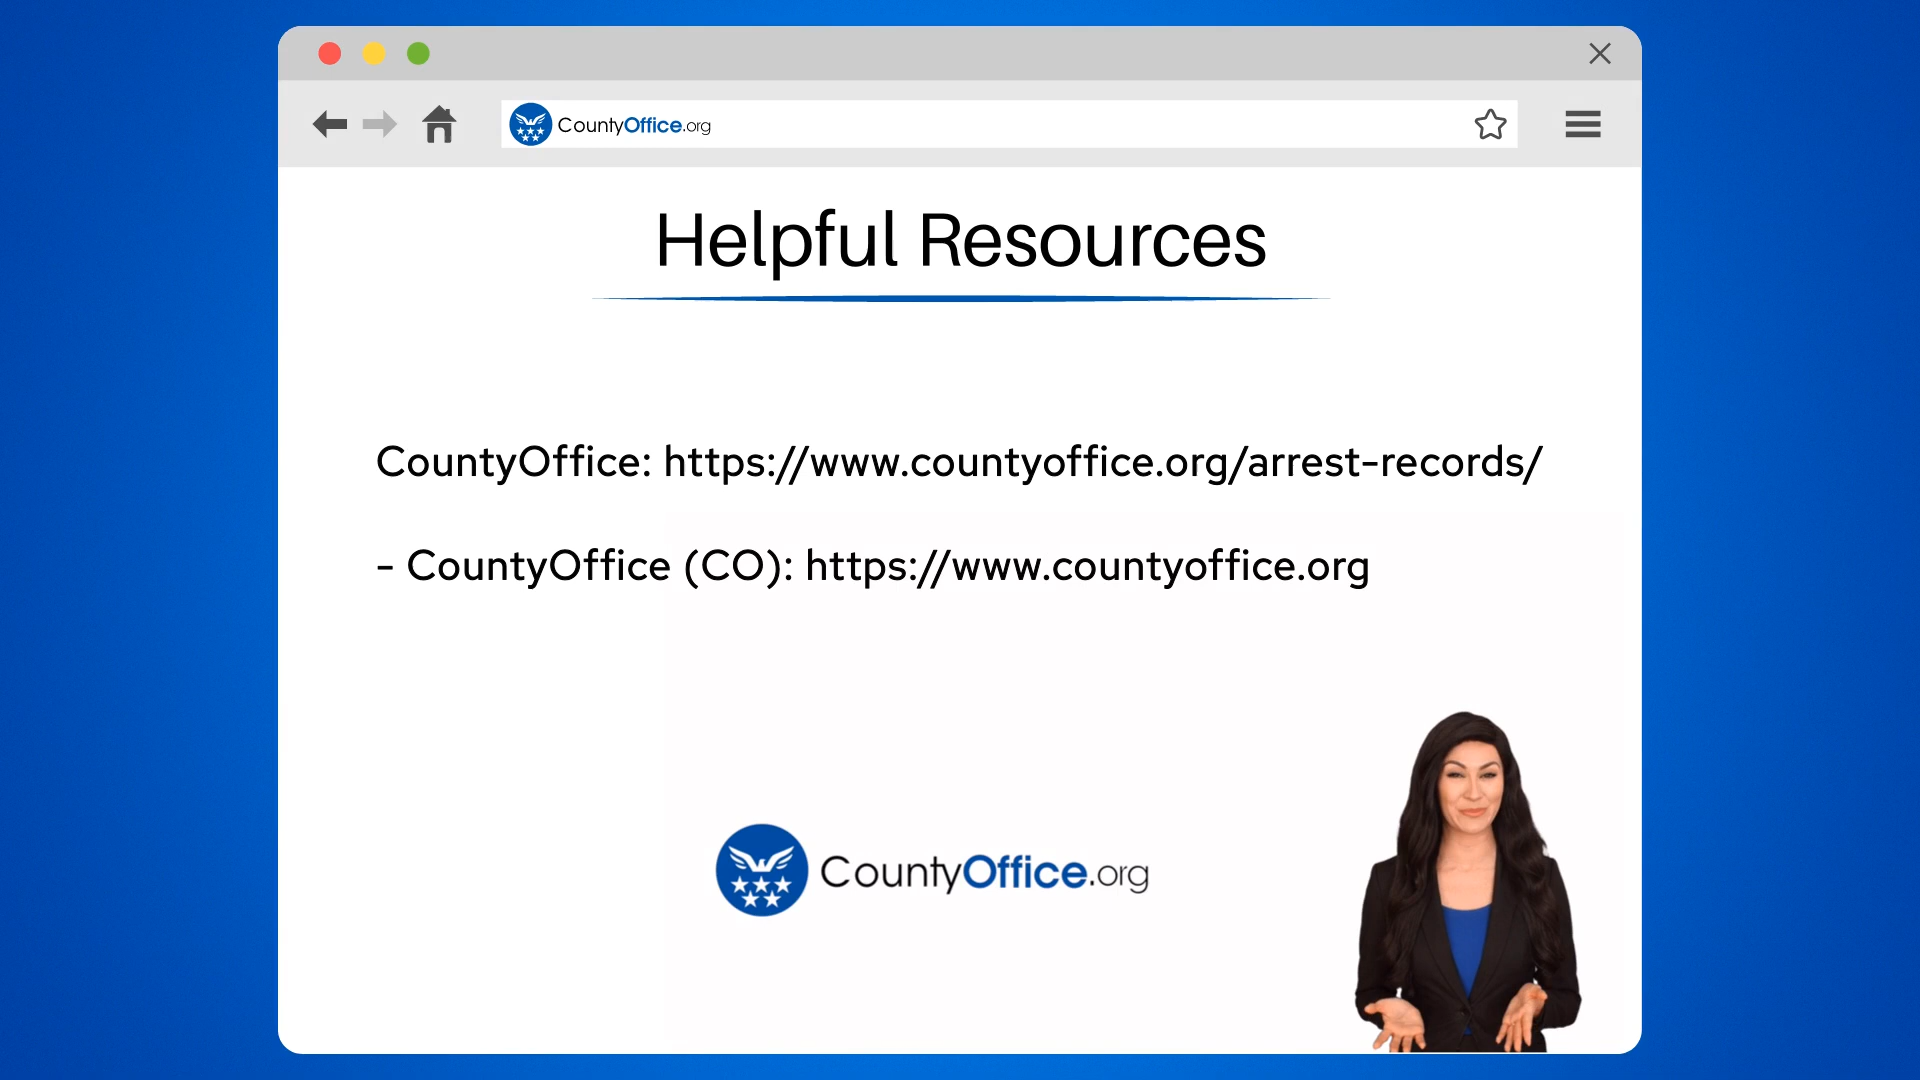 CountyOffice.org
Helpful Resources
CountyOffice: https://www.countyoffice.org/arrest-records/
- CountyOffice (CO): https://www.countyoffice.org
CountyOffice.org